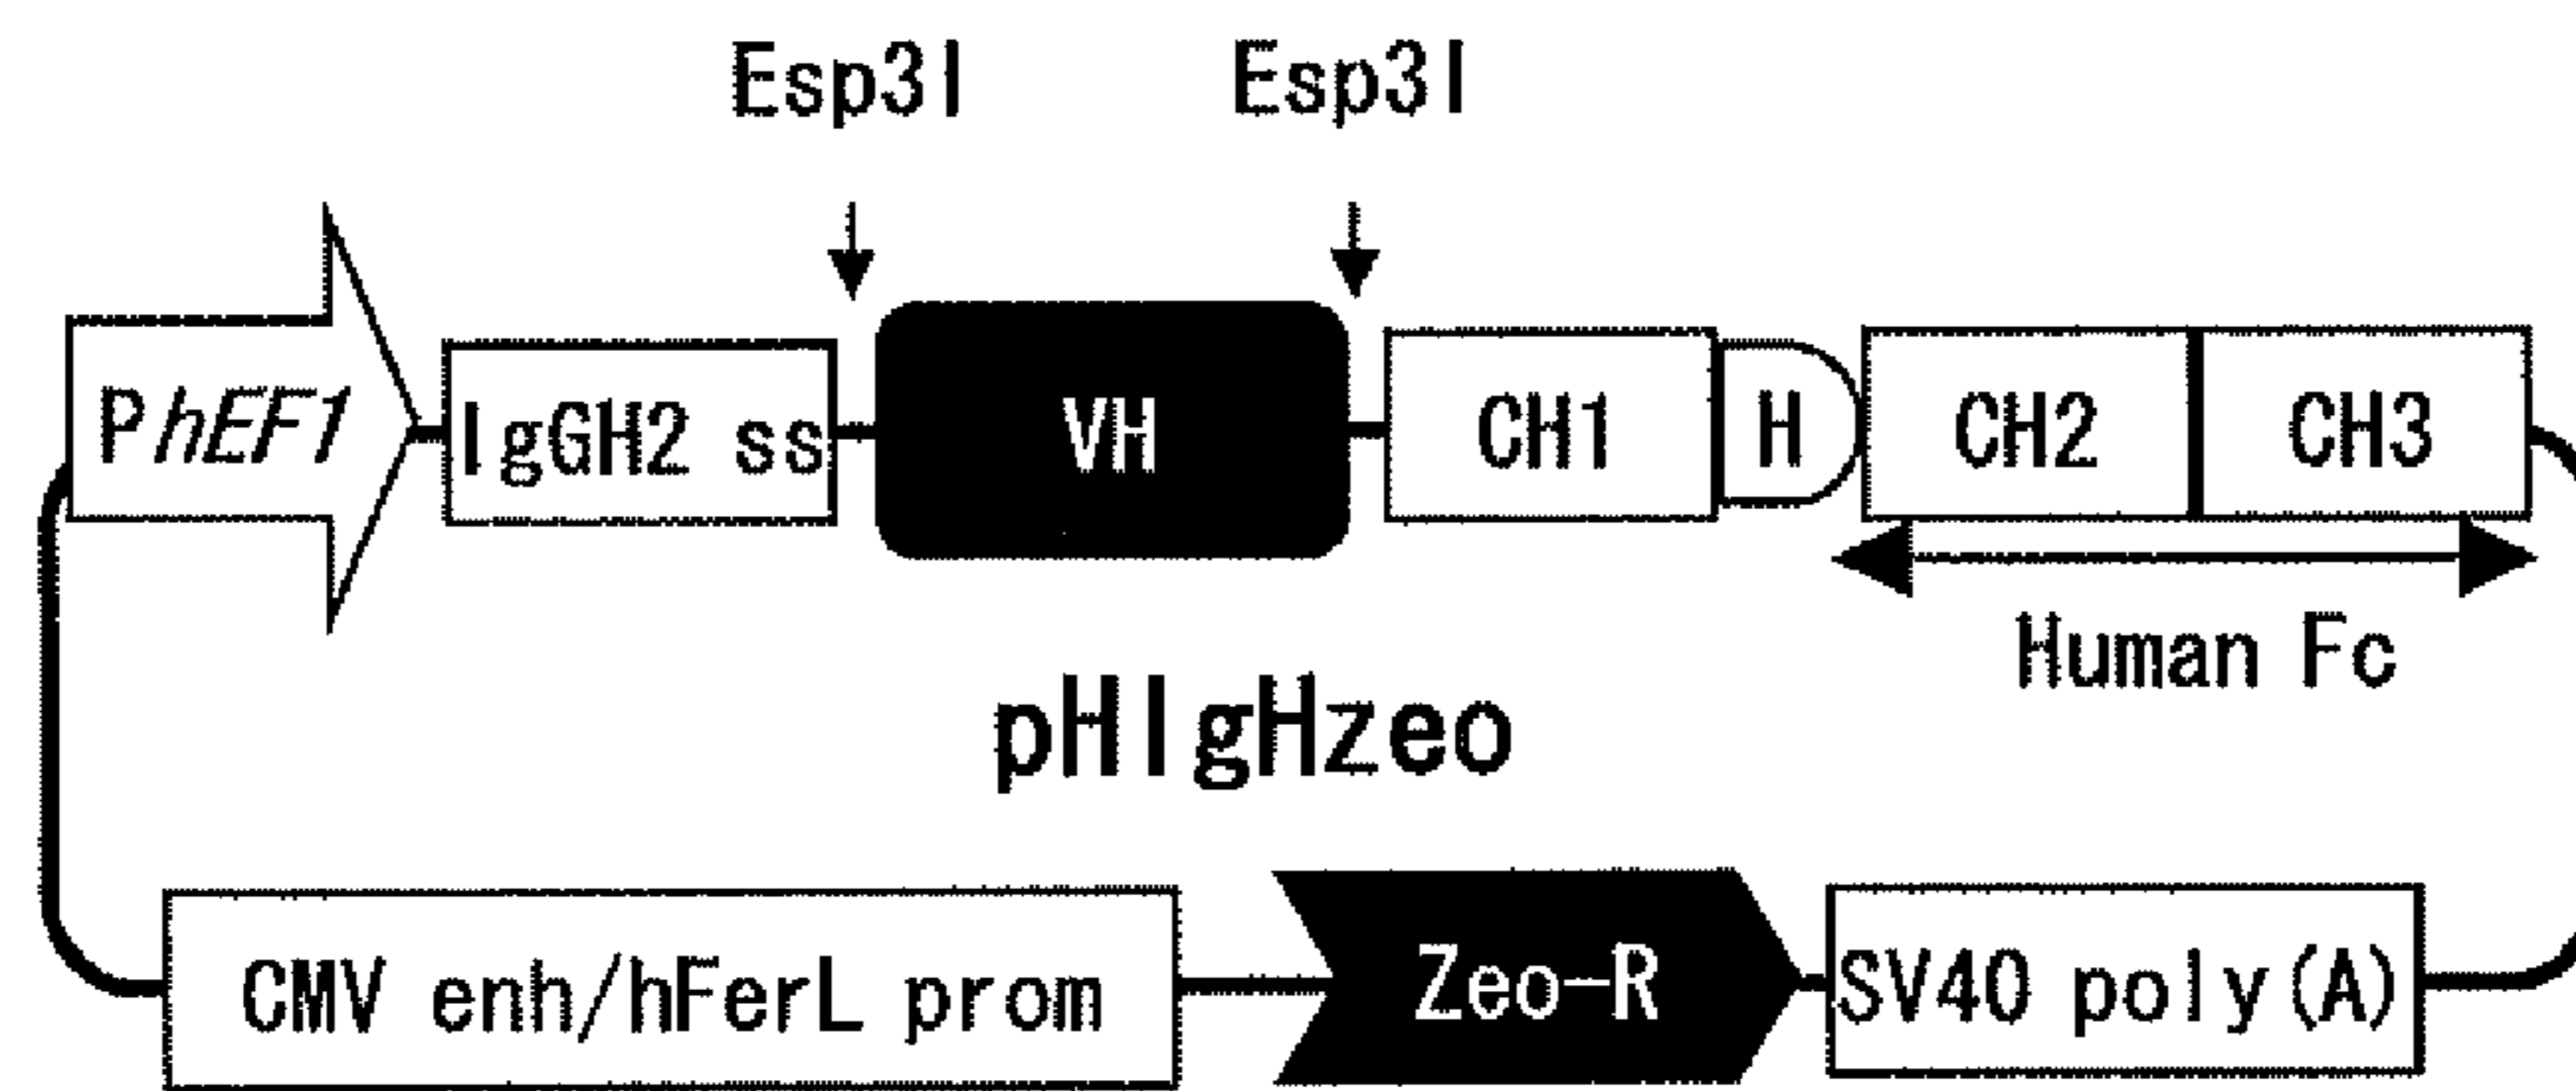 Esp3I Esp3I
PhEF1 IgGH2 ss VH CH1 H CH2 CH3
Human Fc
pHIgHzeo
CMV enh/hFerL prom Zeo-R SV40 poly(A)